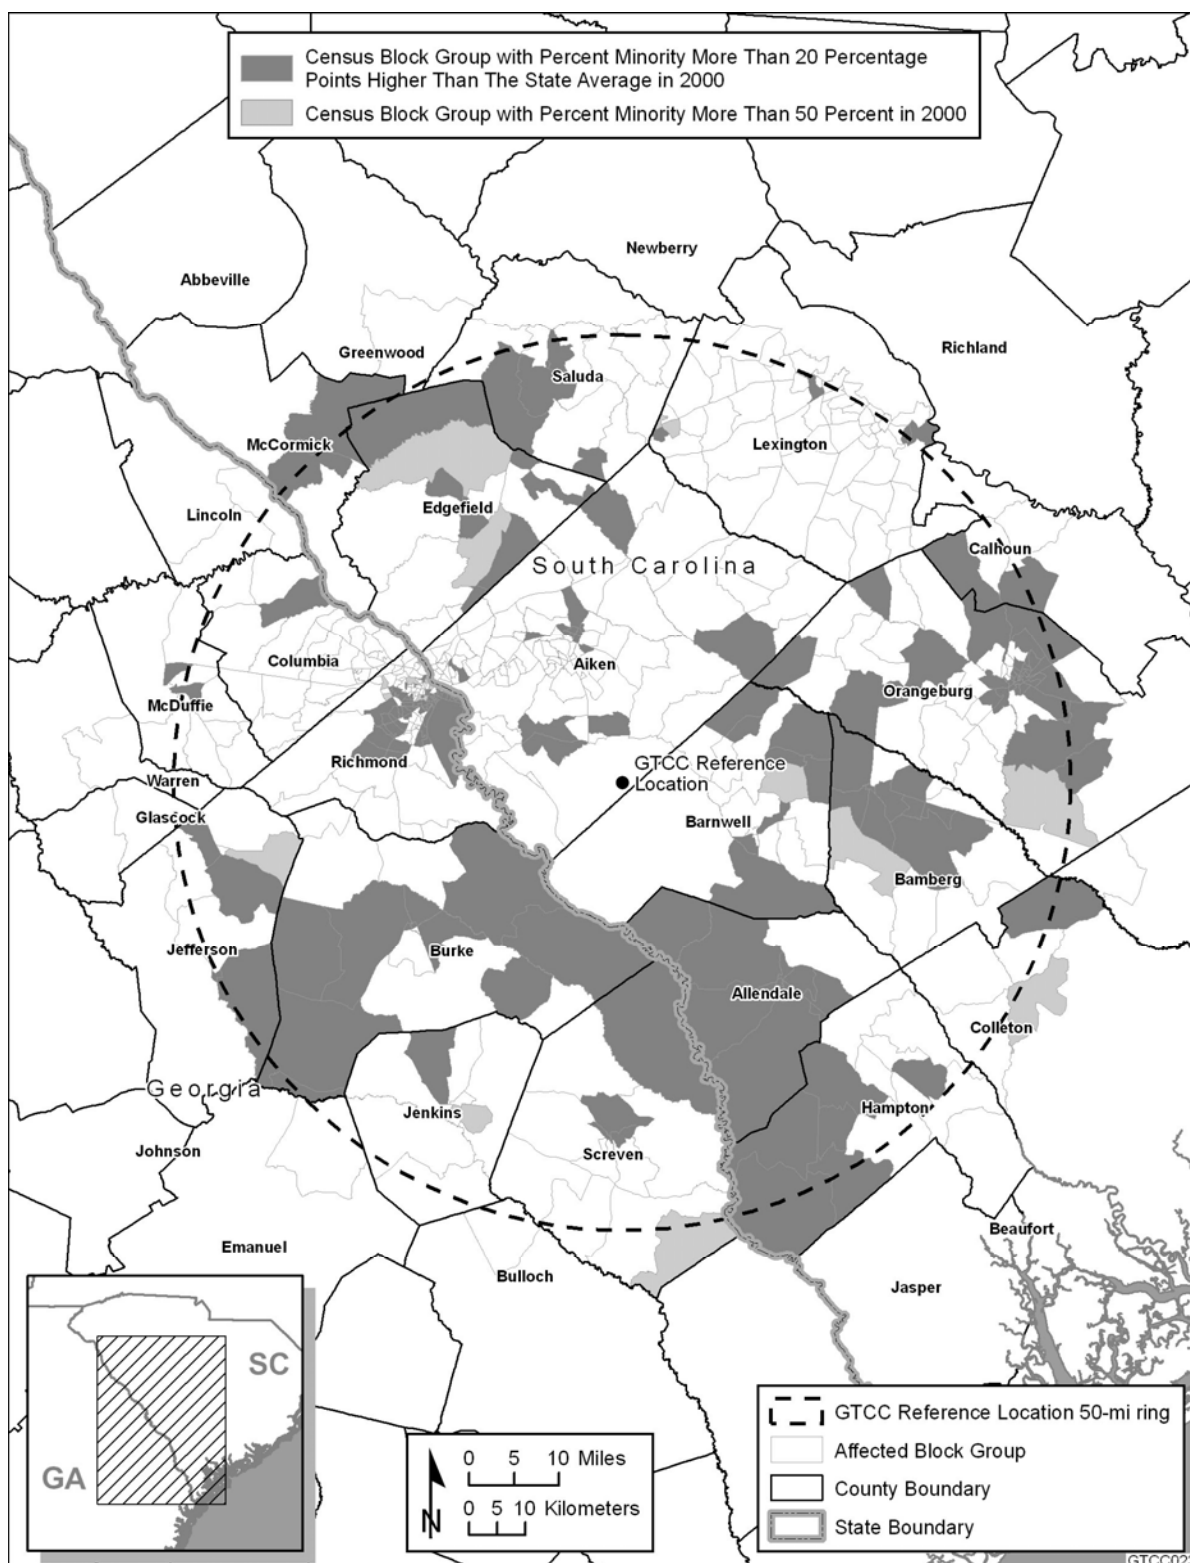 Census Block Group with Percent Minority More Than 20 Percentage
Points Higher Than The State Average in 2000
Census Block Group with Percent Minority More Than 50 Percent in 2000
Newberry
Abbeville
Greenwood
Richland
Saluda
McCormick
Lexington
Lincoln
Edgefield
Calhoun
South Carolina
Columbia
Aiken
Orangeburg
McDuffie
Richmond
GTCC Reference
Location
Warren
Glascock
Barnwell
Bamberg
Jefferson
Burke
Allendale
Colleton
Georgia
Jenkins
Hampton
Johnson
Screven
Beaufort
Emanuel
Bulloch
Jasper
SC
GA
0 5 10 Miles
0 5 10 Kilometers
N
GTCC Reference Location 50-mi ring
Affected Block Group
County Boundary
State Boundary